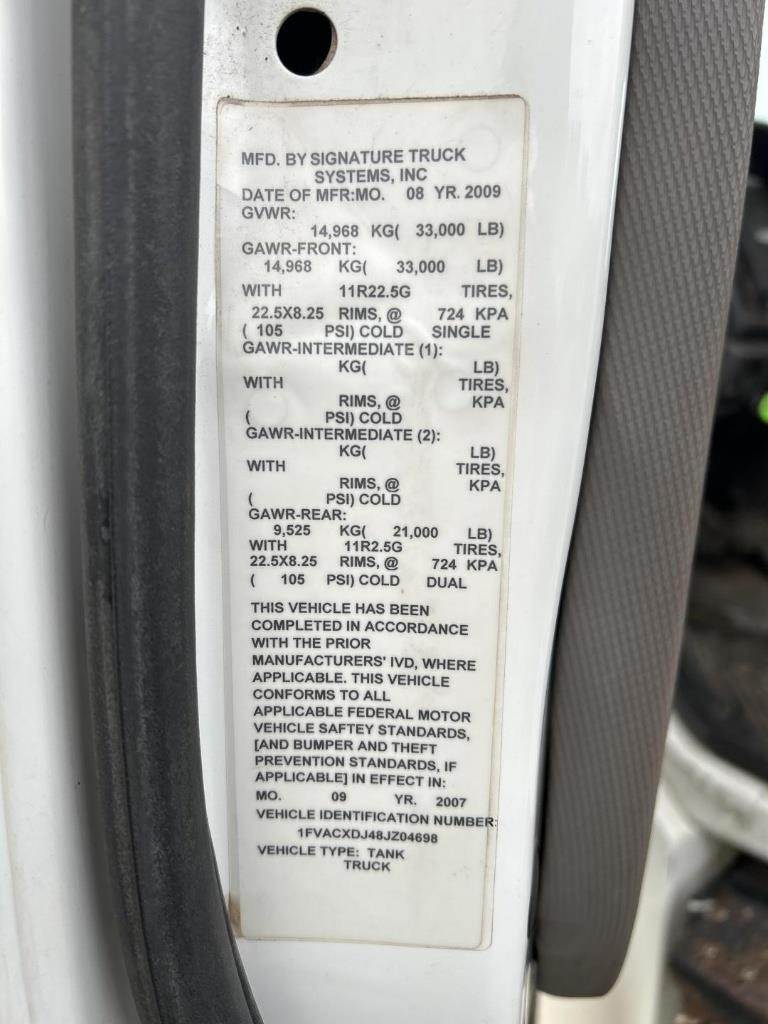 MFD. BY SIGNATURE TRUCK
SYSTEMS, INC
DATE OF MFR:MO. 08 YR. 2009
GVWR:
14,968 KG( 33,000 LB)
GAWR-FRONT:
14,968 KG( 33,000 LB)
WITH 11R22.5G TIRES,
22.5X8.25 RIMS, @ 724 KPA
( 105 PSI) COLD SINGLE
GAWR-INTERMEDIATE (1):
KG( LB)
WITH TIRES,
RIMS, @ KPA
( PSI) COLD
GAWR-INTERMEDIATE (2):
KG( LB)
WITH TIRES,
RIMS, @ KPA
( PSI) COLD
GAWR-REAR:
9,525 KG( 21,000 LB)
WITH 11R2.5G TIRES,
22.5X8.25 RIMS, @ 724 KPA
( 105 PSI) COLD DUAL
THIS VEHICLE HAS BEEN
COMPLETED IN ACCORDANCE
WITH THE PRIOR
MANUFACTURERS' IVD, WHERE
APPLICABLE. THIS VEHICLE
CONFORMS TO ALL
APPLICABLE FEDERAL MOTOR
VEHICLE SAFTEY STANDARDS,
[AND BUMPER AND THEFT
PREVENTION STANDARDS, IF
APPLICABLE] IN EFFECT IN:
MO. 09 YR. 2007
VEHICLE IDENTIFICATION NUMBER:
1FVACXDJ48JZ04698
VEHICLE TYPE: TANK
TRUCK